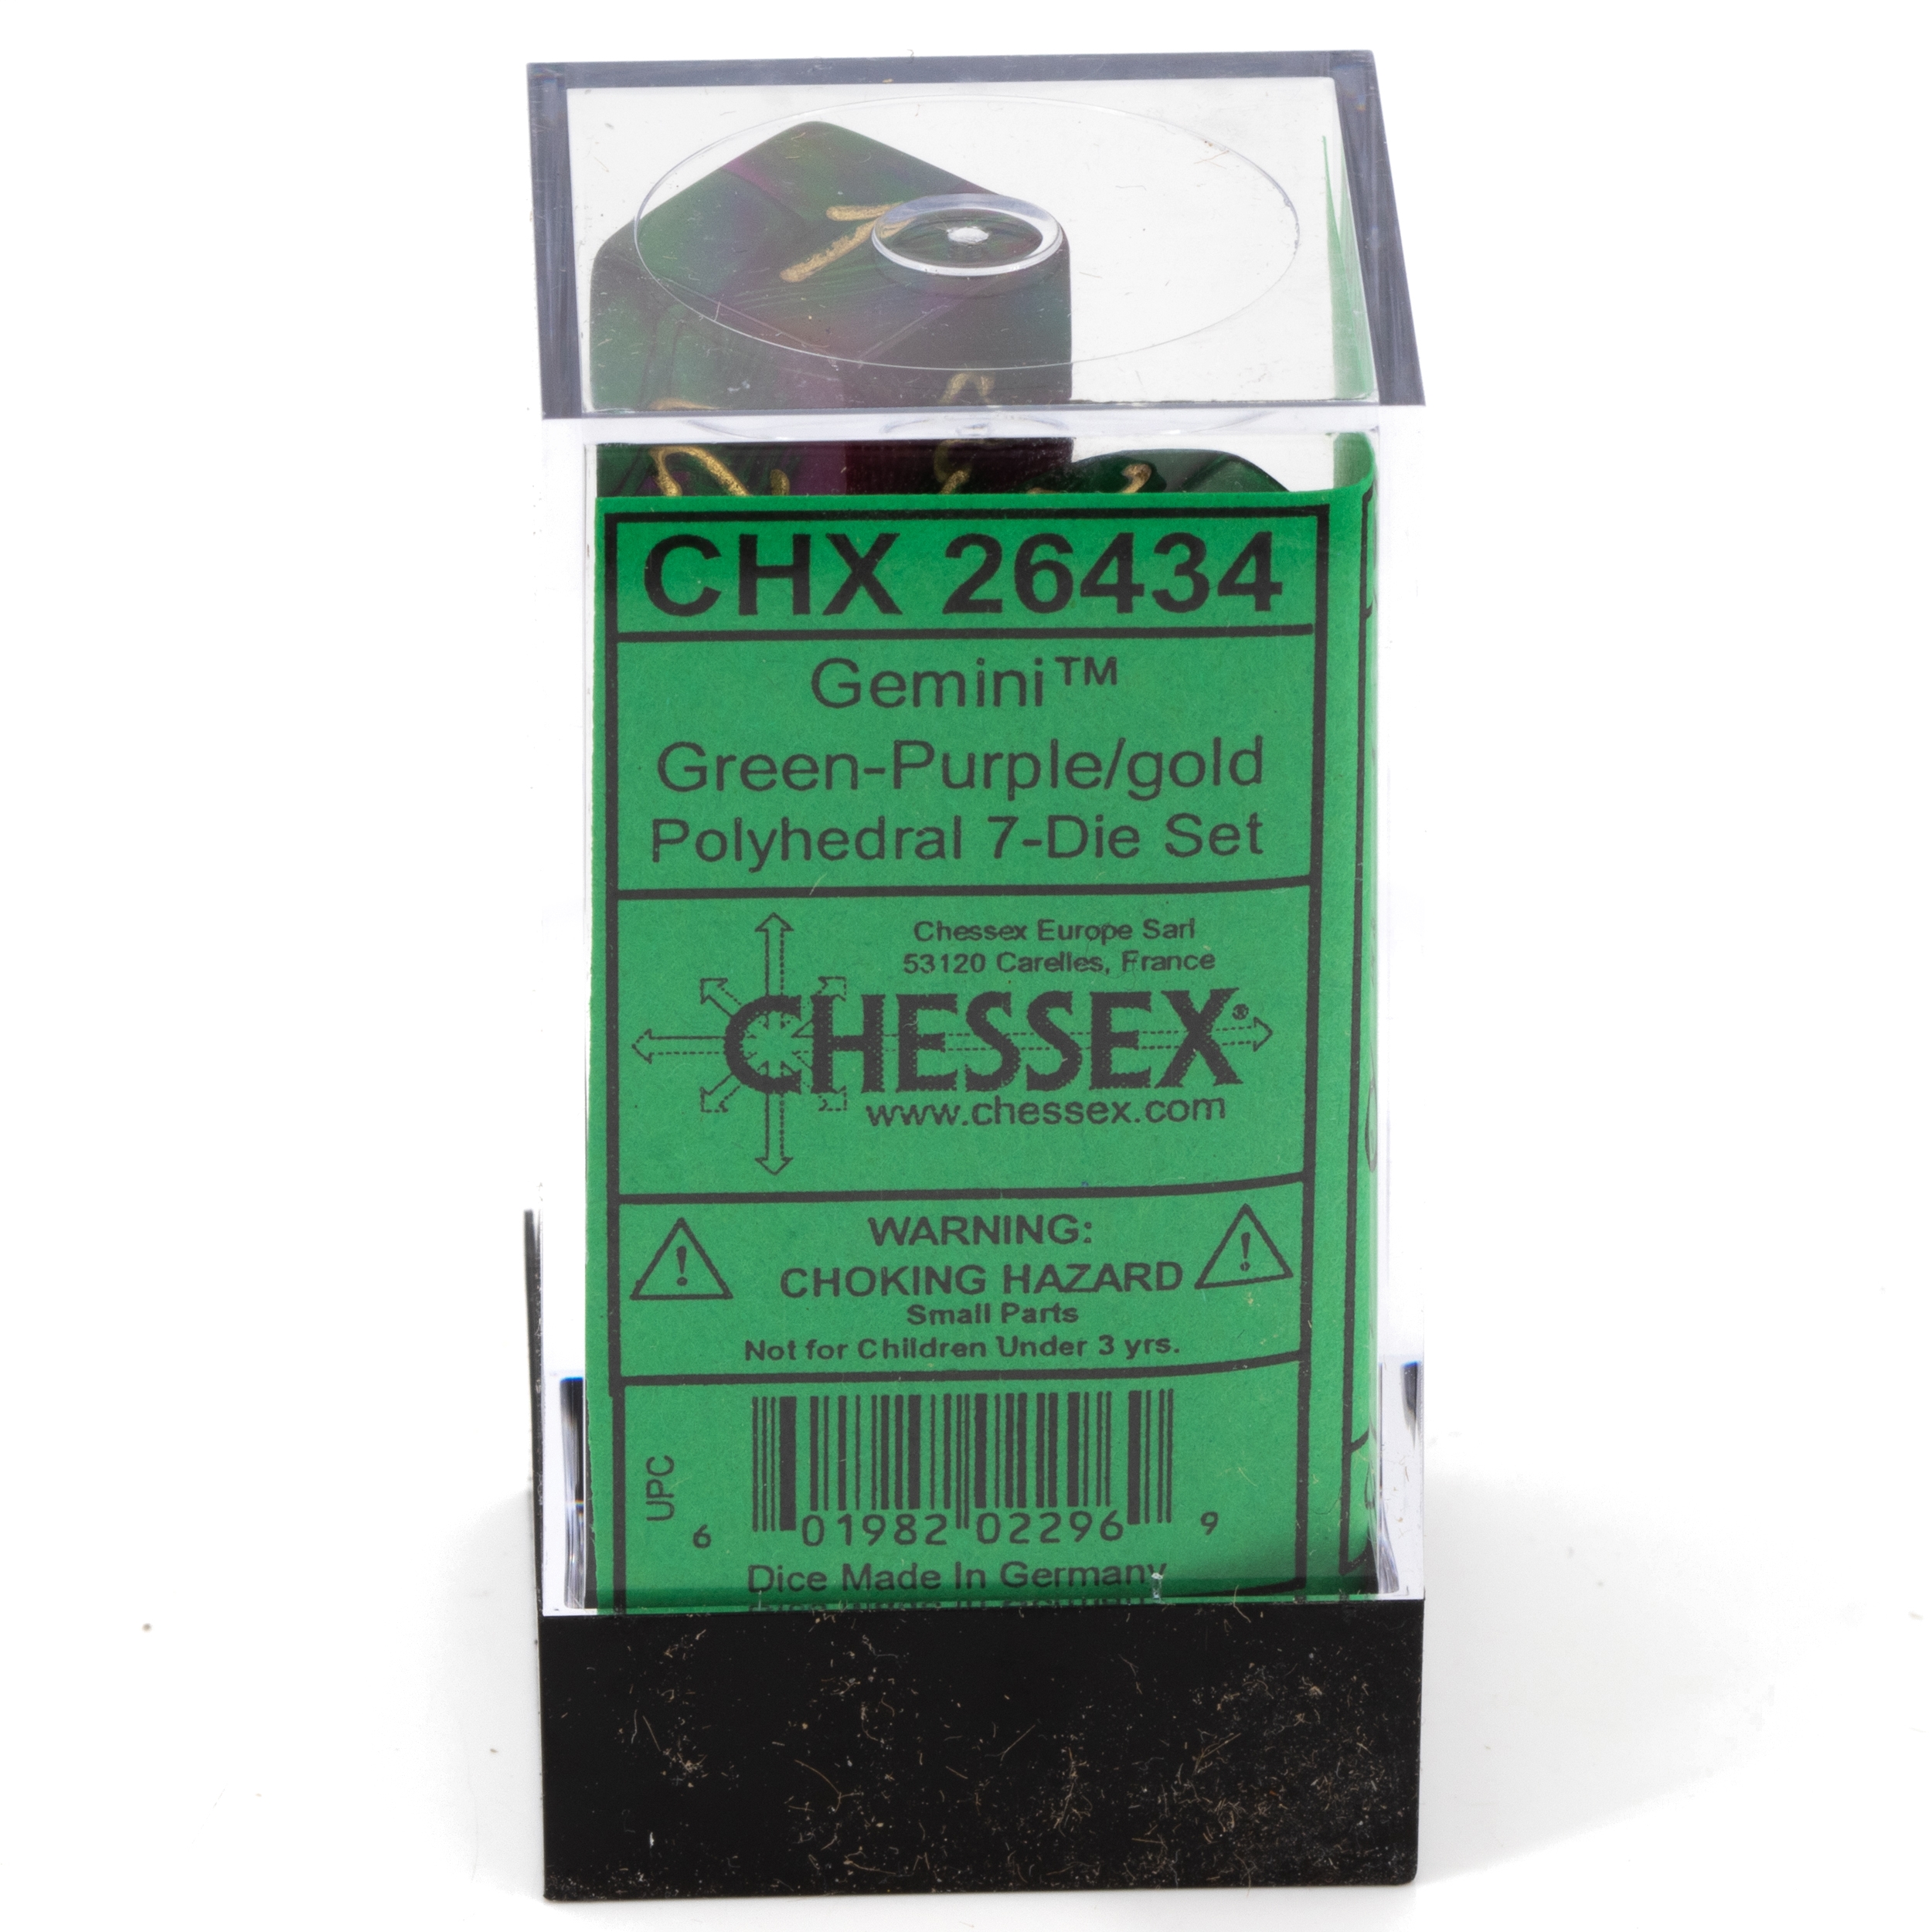 CHX 26434
Gemini™
Green-Purple/gold
Polyhedral 7-Die Set
Chessex Europe Sarl
53120 Carelles, France
CHESSEX®
www.chessex.com
WARNING:
CHOKING HAZARD
Small Parts
Not for Children Under 3 yrs.
UPC
6 01982 02296 9
Dice Made In Germany